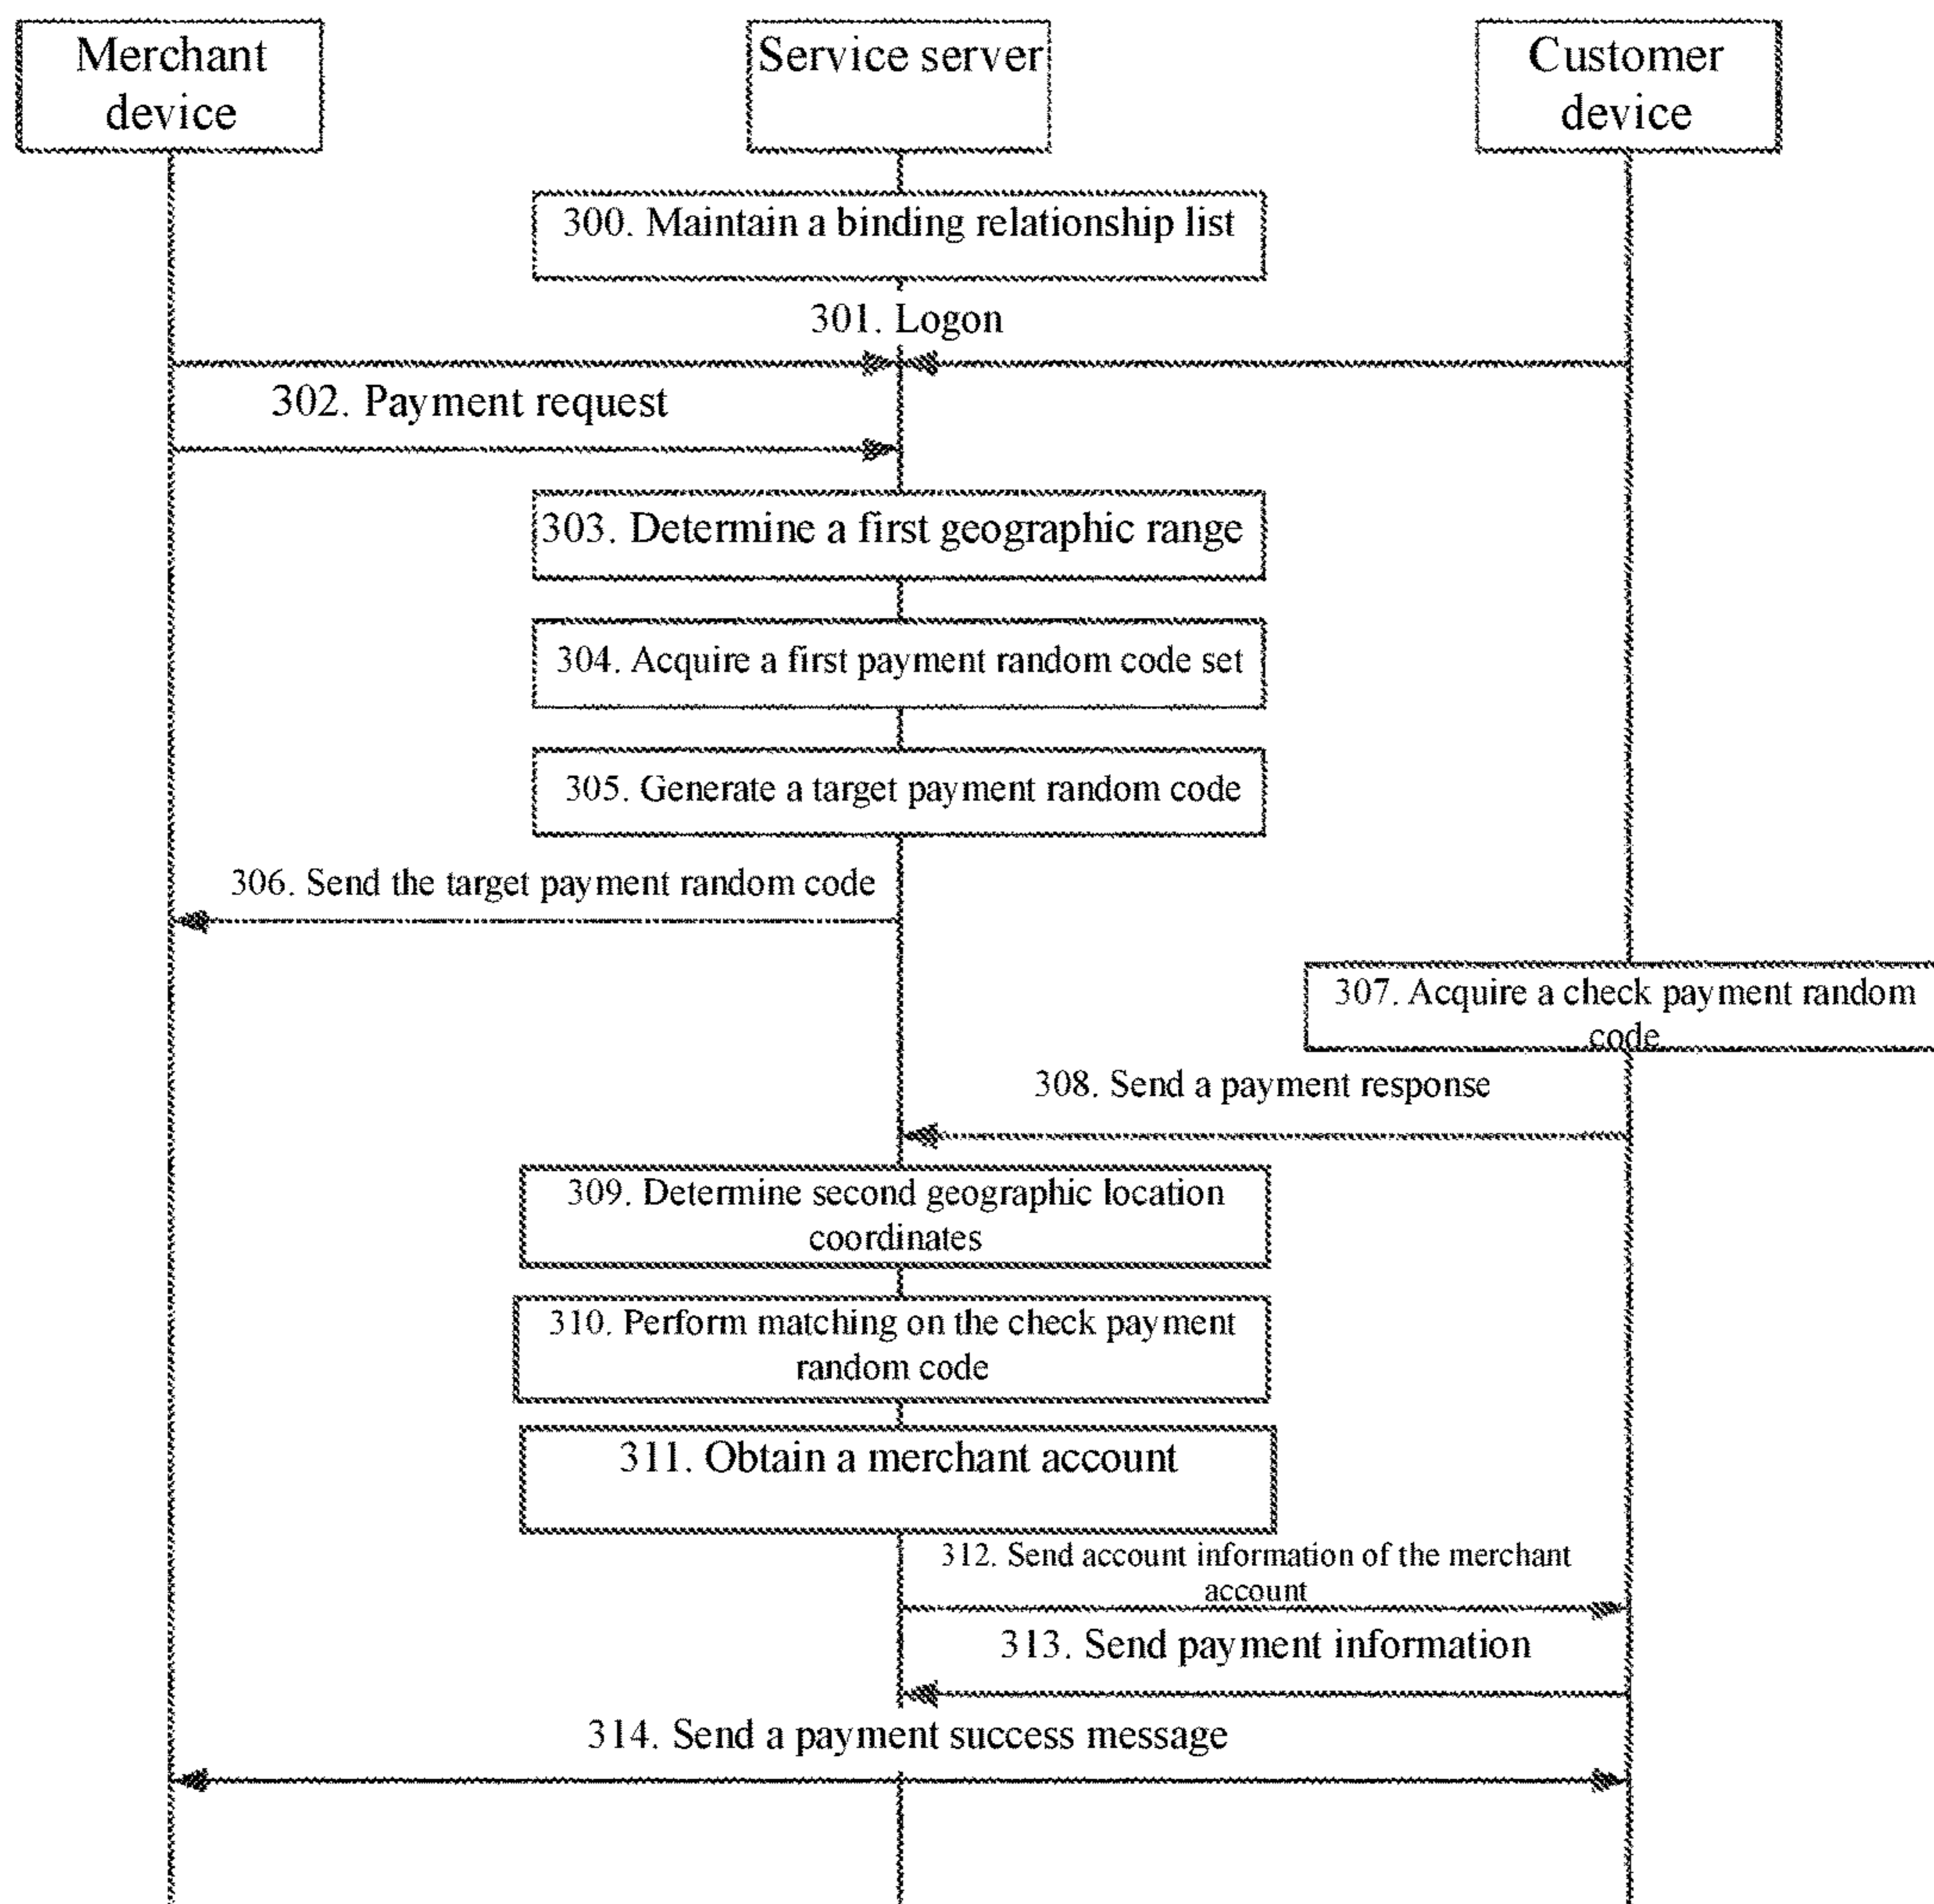 Merchant
device
Service server
Customer
device
300. Maintain a binding relationship list
301. Logon
302. Payment request
303. Determine a first geographic range
304. Acquire a first payment random code set
305. Generate a target payment random code
306. Send the target payment random code
307. Acquire a check payment random
code
308. Send a payment response
309. Determine second geographic location
coordinates
310. Perform matching on the check payment
random code
311. Obtain a merchant account
312. Send account information of the merchant
account
313. Send payment information
314. Send a payment success message